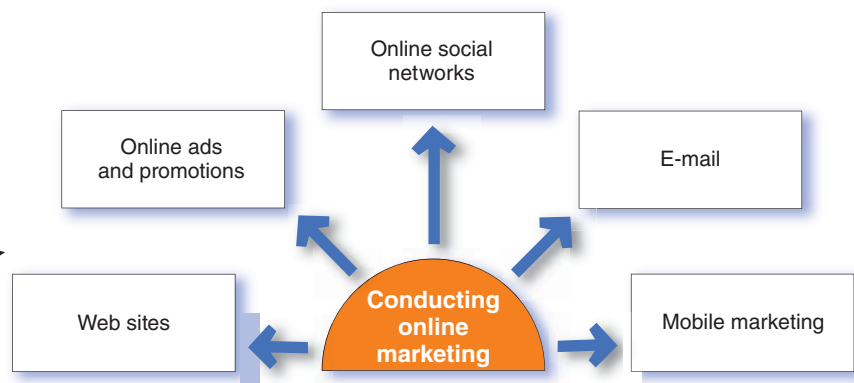 Online social
networks
Online ads
and promotions
E-mail
Web sites
Conducting
online
marketing
Mobile marketing